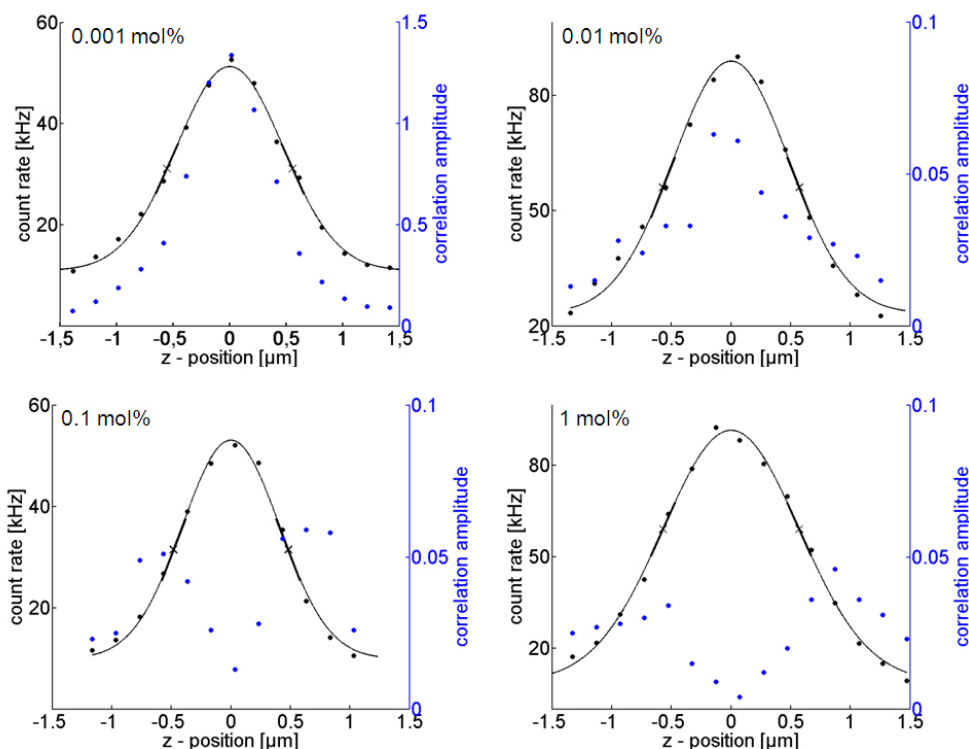 0.001 mol%
60
40
20
count rate [kHz]
1.5
1
0.5
0
correlation amplitude
-1,5 -1 -0.5 0 0.5 1 1,5
z - position [µm]
0.01 mol%
80
50
20
count rate [kHz]
0.1
0.05
0
correlation amplitude
-1.5 -1 -0.5 0 0.5 1 1.5
z - position [µm]
0.1 mol%
60
40
20
count rate [kHz]
0.1
0.05
0
correlation amplitude
-1.5 -1 -0.5 0 0.5 1 1.5
z - position [µm]
1 mol%
80
50
20
count rate [kHz]
0.1
0.05
0
correlation amplitude
-1.5 -1 -0.5 0 0.5 1 1.5
z - position [µm]